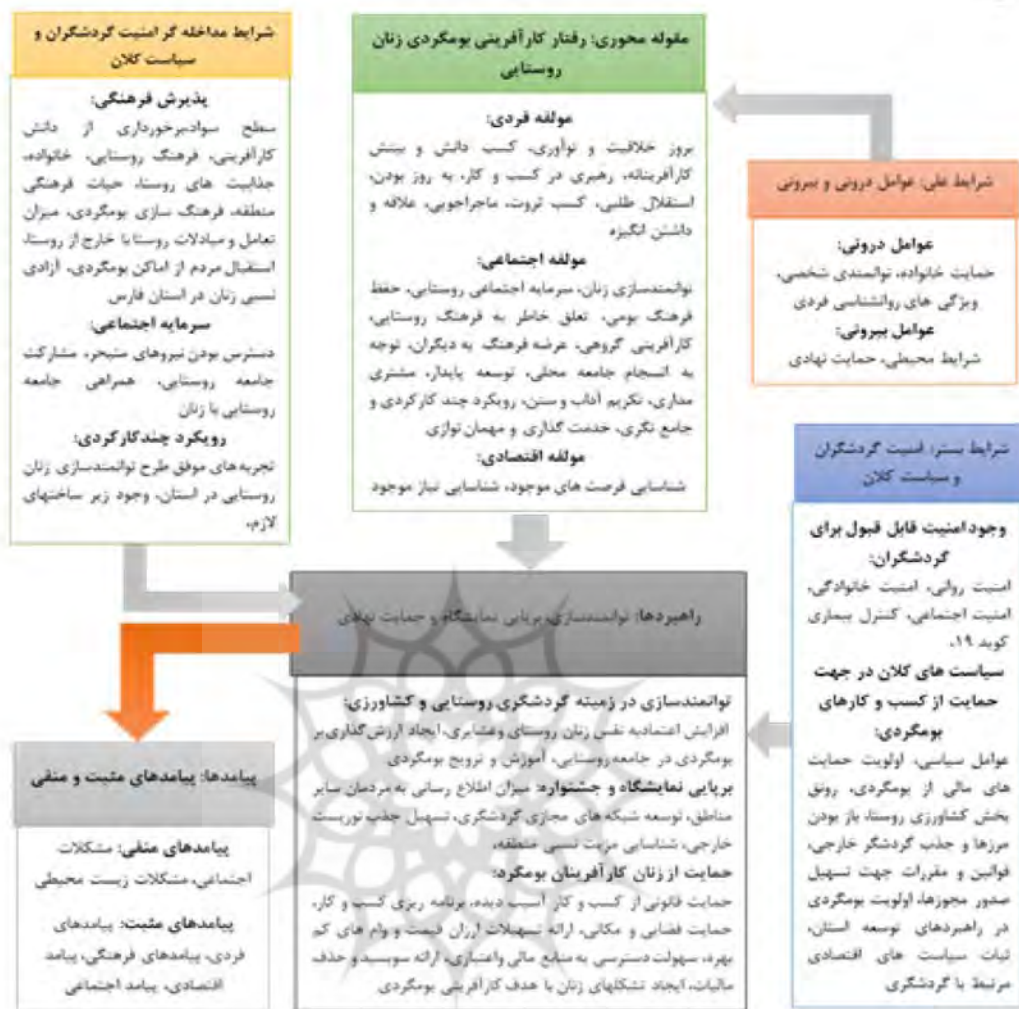 شرایط مداخله گر امنیت گردشگران و
سیاست کلان
پذیرش فرهنگی:
سطح سواد،برخورداری از دانش
کارآفرینی، فرهنگ روستایی، خانواده،
جذابیت های روستا، حیات فرهنگی
منطقه، فرهنگ سازی بومگردی، میزان
تعامل و مبادلات روستا با خارج از روستا،
استقبال مردم از اماکن بومگردی، آزادی
نسبی زنان در استان فارس
سرمایه اجتماعی:
دسترس بودن نیروهای متبحر، مشارکت
جامعه روستایی، همراهی جامعه
روستایی با زنان
رویکرد چندکارکردی:
تجربه های موفق طرح توانمندسازی زنان
روستایی در استان، وجود زیر ساختهای
لازم،
مقوله محوری: رفتار کارآفرینی بومگردی زنان
روستایی
مولفه فردی:
بروز خلاقیت و نوآوری، کسب دانش و بینش
کارآفرینانه، رهبری در کسب و کار، به روز بودن،
استقلال طلبی، کسب ثروت، ماجراجویی، علاقه و
داشتن انگیزه
مولفه اجتماعی:
توانمندسازی زنان، سرمایه اجتماعی روستایی، حفظ
فرهنگ بومی، تعلق خاطر به فرهنگ روستایی،
کارآفرینی گروهی، عرضه فرهنگ به دیگران، توجه
به انسجام جامعه محلی، توسعه پایدار، مشتری
مداری، تکریم آداب و سنن، رویکرد چند کارکردی و
جامع نگری، خدمت گذاری و مهمان نوازی
مولفه اقتصادی:
شناسایی فرصت های موجود، شناسایی نیاز موجود
شرایط علی: عوامل درونی و بیرونی
عوامل درونی:
حمایت خانواده، توانمندی شخصی،
ویژگی های روانشناسی فردی
عوامل بیرونی:
شرایط محیطی، حمایت نهادی
شرایط بستر: امنیت گردشگران
و سیاست کلان
وجود امنیت قابل قبول برای
گردشگران:
امنیت روانی، امنیت خانوادگی،
امنیت اجتماعی، کنترل بیماری
کوید ۱۹،
سیاست های کلان در جهت
حمایت از کسب و کارهای
بومگردی:
عوامل سیاسی، اولویت حمایت
های مالی از بومگردی، رونق
بخش کشاورزی روستا، باز بودن
مرزها و جذب گردشگر خارجی،
قوانین و مقررات جهت تسهیل
صدور مجوزها، اولویت بومگردی
در راهبردهای توسعه استان،
ثبات سیاست های اقتصادی
مرتبط با گردشگری
راهبردها: توانمندسازی، برپایی نمایشگاه و حمایت نهادی
توانمندسازی در زمینه گردشگری روستایی و کشاورزی:
افزایش اعتمادبه نفس زنان روستای وعشایری، ایجاد ارزش گذاری بر
بومگردی در جامعه روستایی، آموزش و ترویج بومگردی
برپایی نمایشگاه و جشنواره: میزان اطلاع رسانی به مردمان سایر
مناطق، توسعه شبکه های مجازی گردشگری، تسهیل جذب توریست
خارجی، شناسایی مزیت نسبی منطقه،
حمایت از زنان کارآفرینان بومگرد:
حمایت قانونی از کسب و کار آسیب دیده، برنامه ریزی کسب و کار،
حمایت فضایی و مکانی، ارائه تسهیلات ارزان قیمت و وام های کم
بهره، سهولت دسترسی به منابع مالی واعتباری، ارائه سوبسید و حذف
مالیات، ایجاد تشکلهای زنان با هدف کارآفرینی بومگردی
پیامدها: پیامدهای مثبت و منفی
پیامدهای منفی: مشکلات
اجتماعی، مشکلات زیست محیطی
پیامدهای مثبت: پیامدهای
فردی، پیامدهای فرهنگی، پیامد
اقتصادی، پیامد اجتماعی